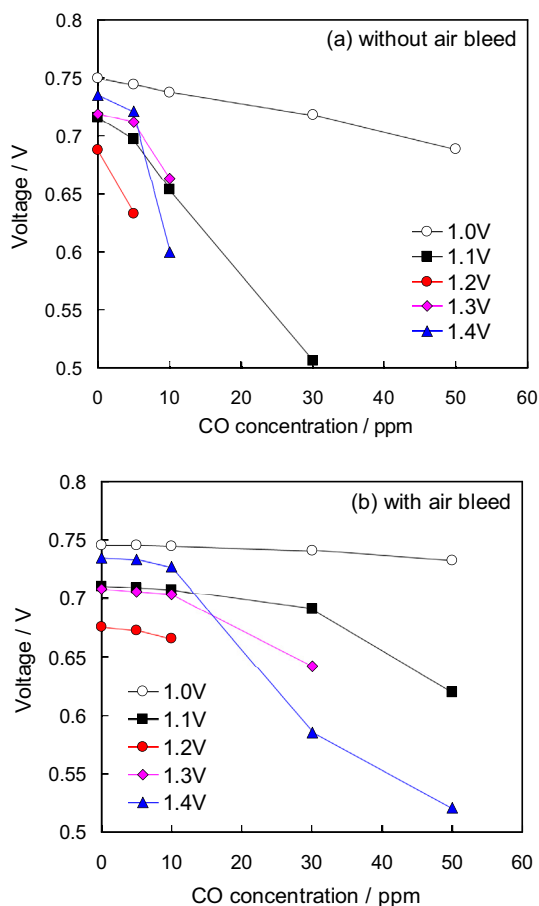 (a) without air bleed
0.8
0.75
0.7
0.65
0.6
0.55
0.5
Voltage / V
1.0V
1.1V
1.2V
1.3V
1.4V
0 10 20 30 40 50 60
CO concentration / ppm
(b) with air bleed
0.8
0.75
0.7
0.65
0.6
0.55
0.5
Voltage / V
1.0V
1.1V
1.2V
1.3V
1.4V
0 10 20 30 40 50 60
CO concentration / ppm